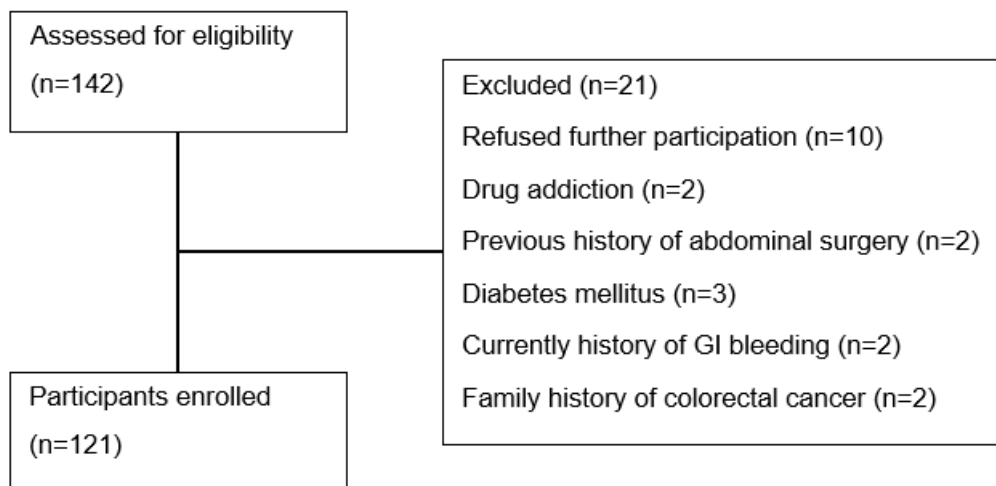 Assessed for eligibility
(n=142)
Excluded (n=21)
Refused further participation (n=10)
Drug addiction (n=2)
Previous history of abdominal surgery (n=2)
Diabetes mellitus (n=3)
Currently history of GI bleeding (n=2)
Family history of colorectal cancer (n=2)
Participants enrolled
(n=121)